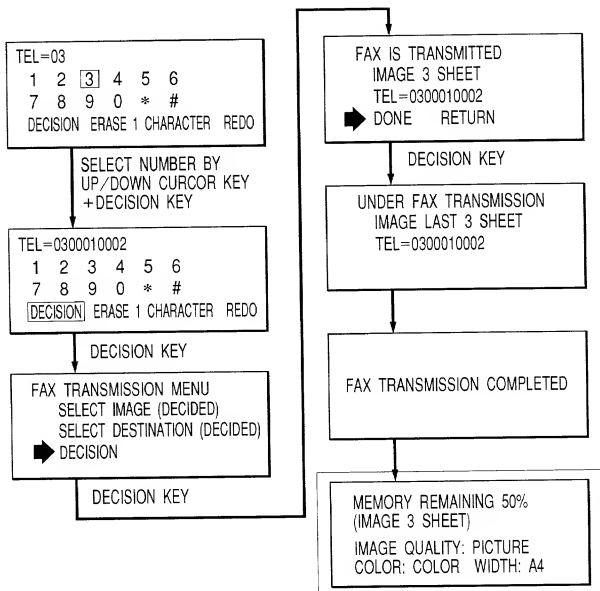 TEL=03
1 2 3 4 5 6
7 8 9 0 * #
DECISION ERASE 1 CHARACTER REDO
SELECT NUMBER BY
UP/DOWN CURCOR KEY
+DECISION KEY
TEL=0300010002
1 2 3 4 5 6
7 8 9 0 * #
DECISION ERASE 1 CHARACTER REDO
DECISION KEY
FAX TRANSMISSION MENU
SELECT IMAGE (DECIDED)
SELECT DESTINATION (DECIDED)
DECISION
DECISION KEY
FAX IS TRANSMITTED
IMAGE 3 SHEET
TEL=0300010002
DONE RETURN
DECISION KEY
UNDER FAX TRANSMISSION
IMAGE LAST 3 SHEET
TEL=0300010002
FAX TRANSMISSION COMPLETED
MEMORY REMAINING 50%
(IMAGE 3 SHEET)
IMAGE QUALITY: PICTURE
COLOR: COLOR WIDTH: A4